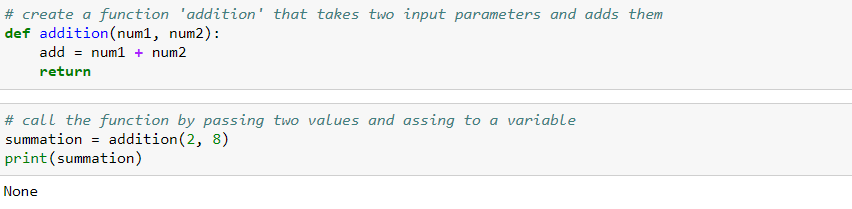 # create a function 'addition' that takes two input parameters and adds them
def addition(num1, num2):
    add = num1 + num2
    return
# call the function by passing two values and assing to a variable
summation = addition(2, 8)
print(summation)
None